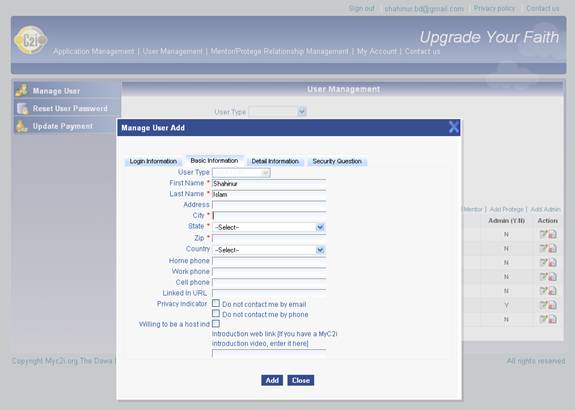 Sign out | shahinur.bd@gmail.com | Privacy policy | Contact us
C2i
Upgrade Your Faith
Application Management | User Management | Mentor/Protege Relationship Management | My Account | Contact Us
Manage User
Reset User Password
Update Payment
User Management
User Type
Manage User Add
Login Information
Basic Information
Detail Information
Security Question
User Type
First Name * Shahinur
Last Name * Islam
Address
City *
State * --Select--
Zip *
Country --Select--
Home phone
Work phone
Cell phone
Linked in URL
Privacy indicator Do not contact me by email
Do not contact me by phone
Willing to be a host ind
Introduction web link [If you have a MyC2i
introduction video, enter it here]
Add Close
Mentor | Add Protege | Add Admin
Admin (Y/N) Action
N
N
N
N
N
Y
N
Copyright Myc2i.org The Dawa
All rights reserved